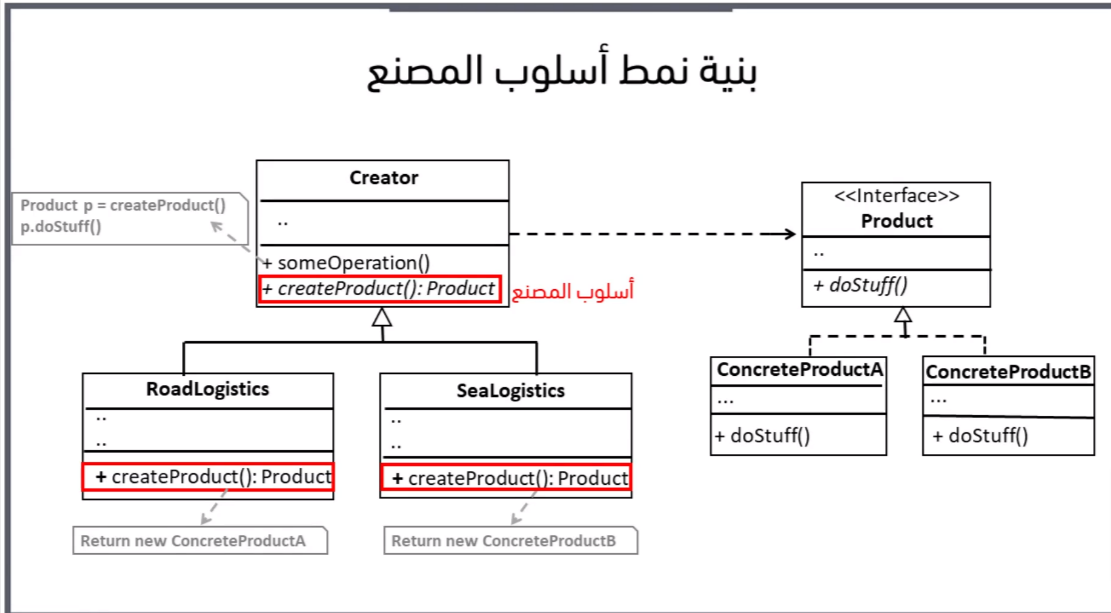 بنية نمط أسلوب المصنع
Product p = createProduct()
p.doStuff()
Creator
..
+ someOperation()
+ createProduct(): Product
أسلوب المصنع
<<Interface>>
Product
..
+ doStuff()
RoadLogistics
..
..
+ createProduct(): Product
Return new ConcreteProductA
SeaLogistics
..
..
+ createProduct(): Product
Return new ConcreteProductB
ConcreteProductA
...
+ doStuff()
ConcreteProductB
...
+ doStuff()